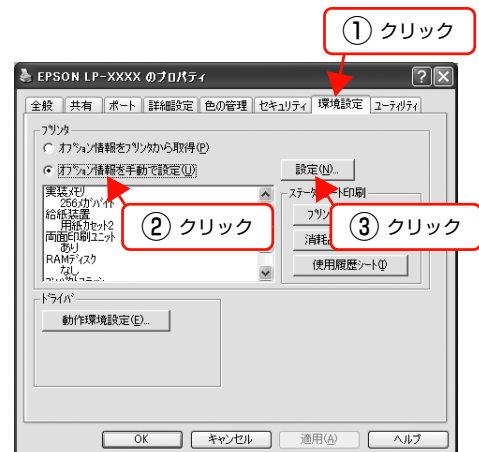 ① クリック
EPSON LP-XXXX のプロパティ
全般 共有 ポート 詳細設定 色の管理 セキュリティ 環境設定 ユーティリティ
プリンタ
オプション情報をプリンタから取得(P)
オプション情報を手動で設定(U)
設定(N)...
実装メモリ
256メガバイト
給紙装置
用紙カセット2
両面印刷ユニット
あり
RAMディスク
なし
② クリック
③ クリック
使用履歴シート(I)
ドライバ
動作環境設定(E)...
OK キャンセル 適用(A) ヘルプ